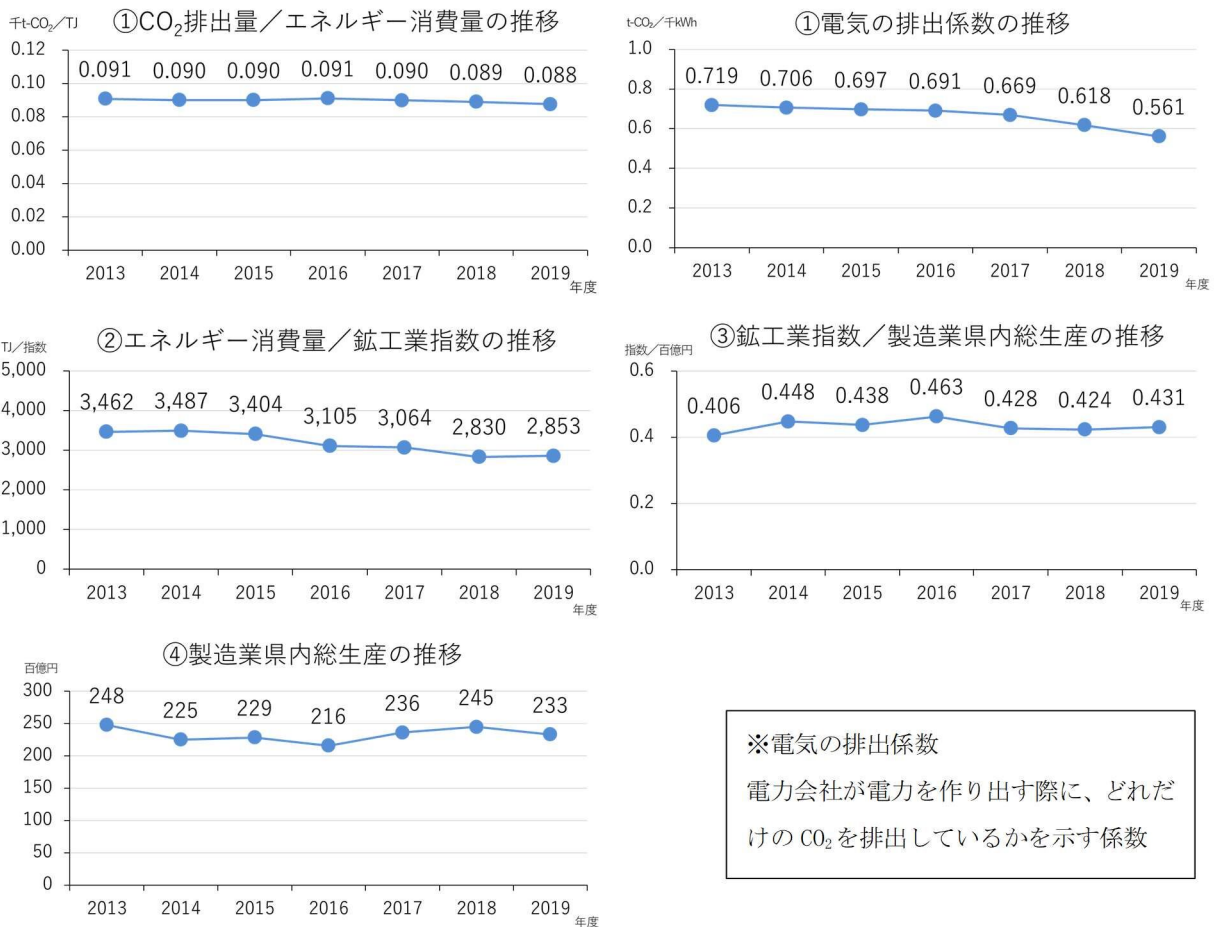 ①CO₂排出量／エネルギー消費量の推移
千t-CO₂／TJ
0.12
0.10
0.08
0.06
0.04
0.02
0.00
0.091 0.090 0.090 0.091 0.090 0.089 0.088
2013 2014 2015 2016 2017 2018 2019
年度
①電気の排出係数の推移
t-CO₂／千kWh
1.0
0.8
0.6
0.4
0.2
0.0
0.719 0.706 0.697 0.691 0.669 0.618 0.561
2013 2014 2015 2016 2017 2018 2019
年度
②エネルギー消費量／鉱工業指数の推移
TJ／指数
5,000
4,000
3,000
2,000
1,000
0
3,462 3,487 3,404 3,105 3,064 2,830 2,853
2013 2014 2015 2016 2017 2018 2019
年度
③鉱工業指数／製造業県内総生産の推移
指数／百億円
0.6
0.4
0.2
0.0
0.406 0.448 0.438 0.463 0.428 0.424 0.431
2013 2014 2015 2016 2017 2018 2019
年度
④製造業県内総生産の推移
百億円
300
250
200
150
100
50
0
248 225 229 216 236 245 233
2013 2014 2015 2016 2017 2018 2019
年度
※電気の排出係数
電力会社が電力を作り出す際に、どれだ
けの CO₂を排出しているかを示す係数